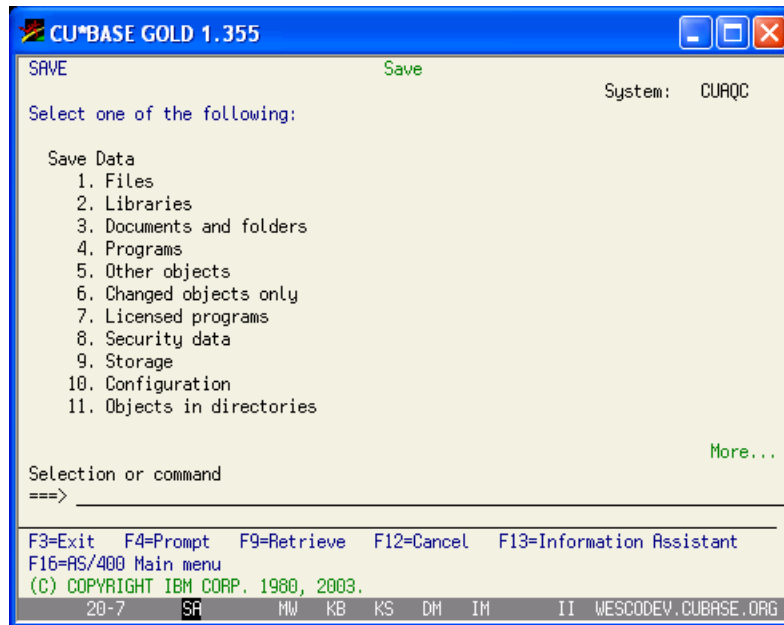 CU*BASE GOLD 1.355
SAVE Save
System: CUAQC
Select one of the following:
Save Data
1. Files
2. Libraries
3. Documents and folders
4. Programs
5. Other objects
6. Changed objects only
7. Licensed programs
8. Security data
9. Storage
10. Configuration
11. Objects in directories
More...
Selection or command
===>
F3=Exit F4=Prompt F9=Retrieve F12=Cancel F13=Information Assistant
F16=AS/400 Main menu
(C) COPYRIGHT IBM CORP. 1980, 2003.
20-7 SA MW KB KS DM IM II WESCODEV.CUBASE.ORG